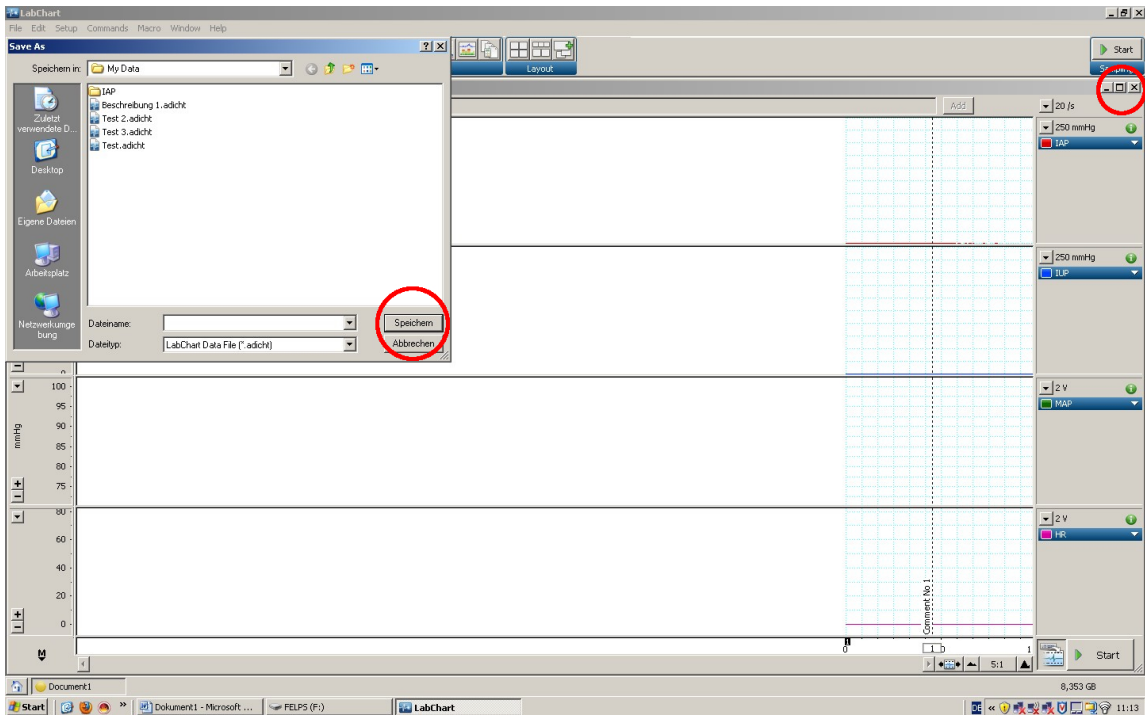 LabChart
File Edit Setup Commands Macro Window Help
Save As
Speichern in: My Data
Layout
Start
Sampling
IAP
Beschreibung 1.adicht
Test 2.adicht
Test 3.adicht
Test.adicht
Zuletzt
verwendete D...
Desktop
Eigene Dateien
Arbeitsplatz
Netzwerkumge
bung
Dateiname:
Speichern
Dateityp: LabChart Data File (*.adicht)
Abbrechen
Add
20 /s
250 mmHg
IAP
250 mmHg
IUP
0
100
95
90
85
80
75
mmHg
2 V
MAP
80
60
40
20
0
2 V
HR
Comment No 1
M
0
1
1
5:1
Start
Document1
8,353 GB
Start
Dokument1 - Microsoft ...
FELPS (F:)
LabChart
DE
11:13